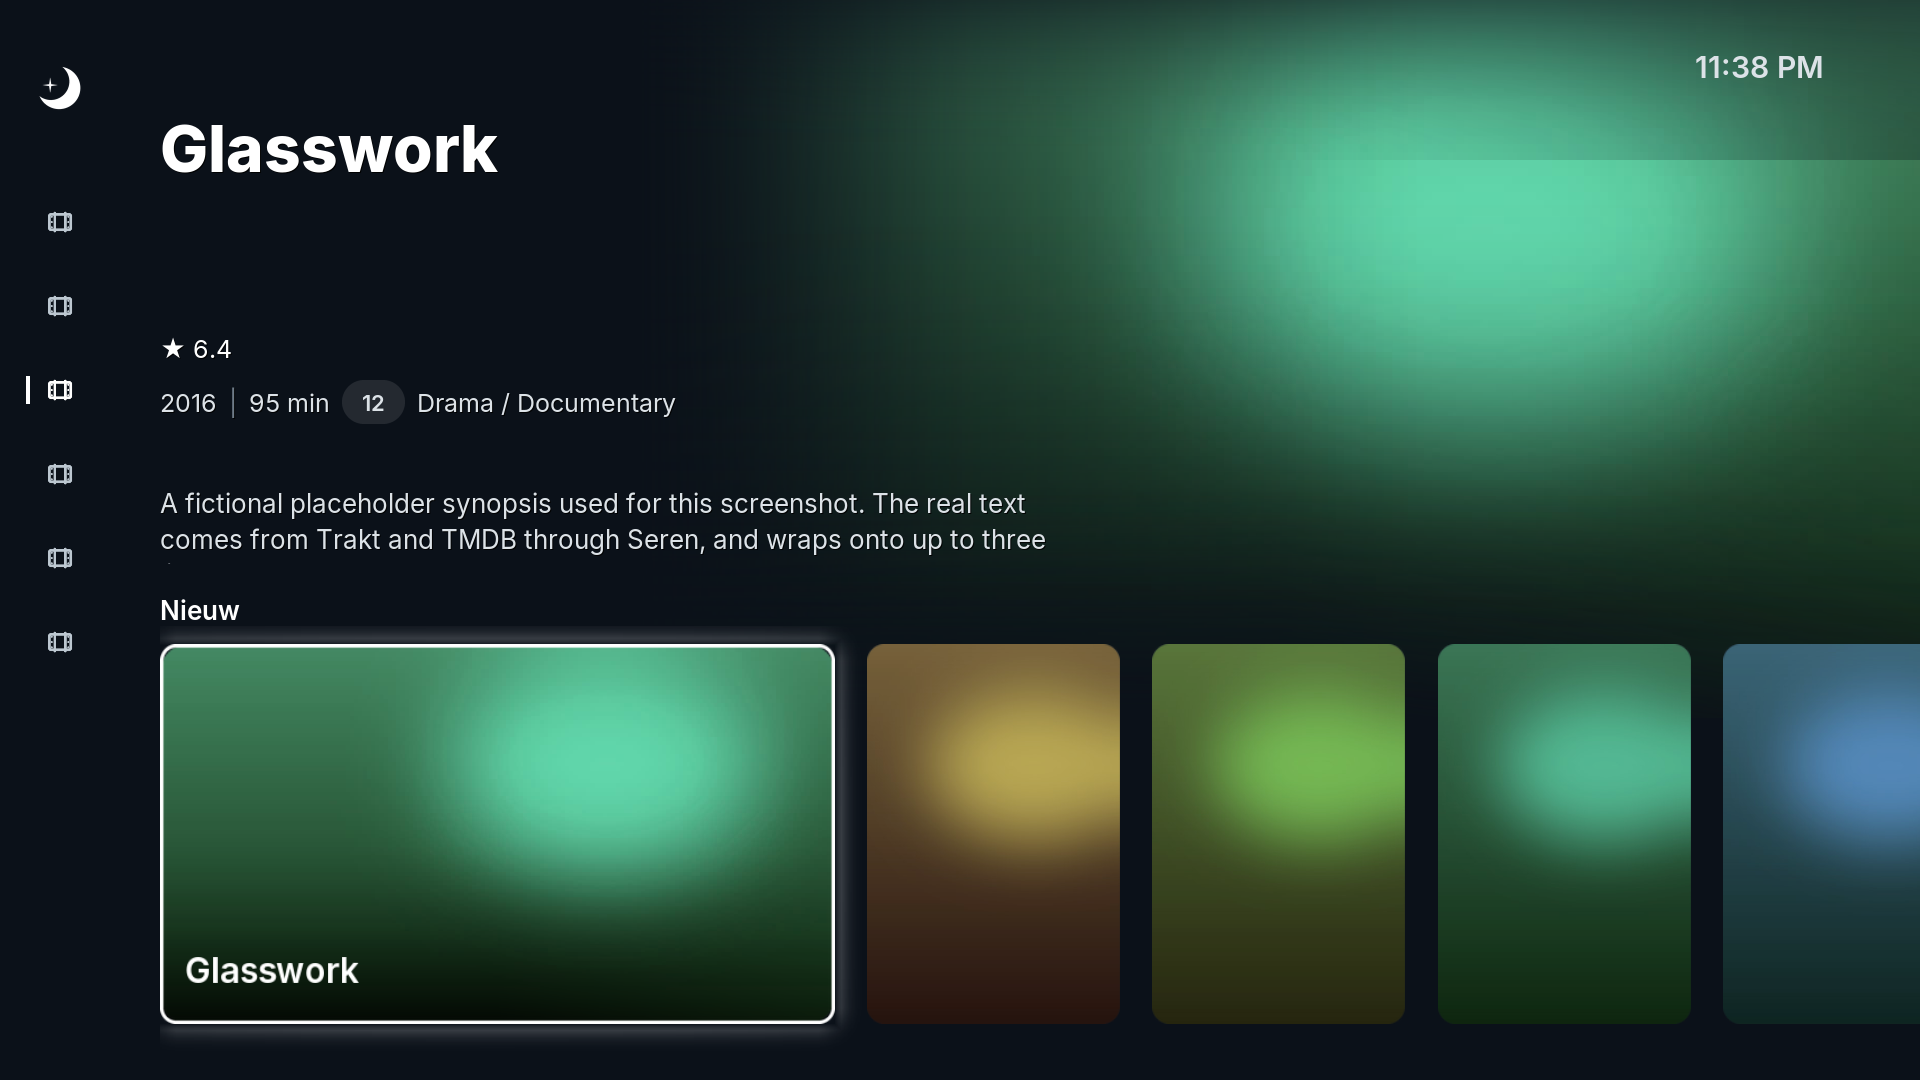 11:38 PM
Glasswork
★ 6.4
2016 | 95 min 12 Drama / Documentary
A fictional placeholder synopsis used for this screenshot. The real text
comes from Trakt and TMDB through Seren, and wraps onto up to three
Nieuw
Glasswork